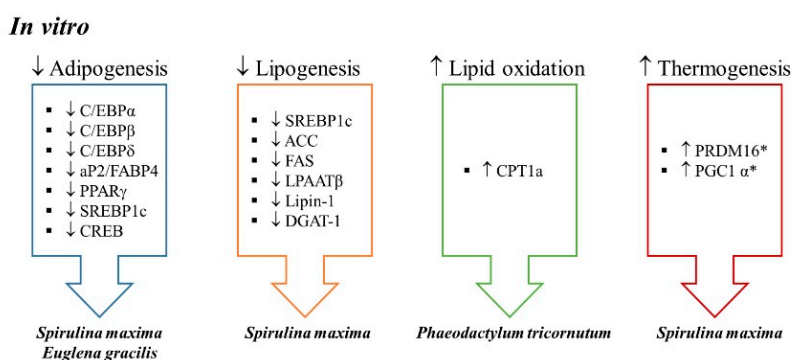 In vitro
↓ Adipogenesis
▪ ↓ C/EBPα
▪ ↓ C/EBPβ
▪ ↓ C/EBPδ
▪ ↓ aP2/FABP4
▪ ↓ PPARγ
▪ ↓ SREBP1c
▪ ↓ CREB
Spirulina maxima
Euglena gracilis
↓ Lipogenesis
▪ ↓ SREBP1c
▪ ↓ ACC
▪ ↓ FAS
▪ ↓ LPAATβ
▪ ↓ Lipin-1
▪ ↓ DGAT-1
Spirulina maxima
↑ Lipid oxidation
▪ ↑ CPT1a
Phaeodactylum tricornutum
↑ Thermogenesis
▪ ↑ PRDM16*
▪ ↑ PGC1 α*
Spirulina maxima